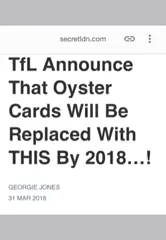 secretldn.com
TfL Announce
That Oyster
Cards Will Be
Replaced With
THIS By 2018...!
GEORGIE JONES
31 MAR 2016